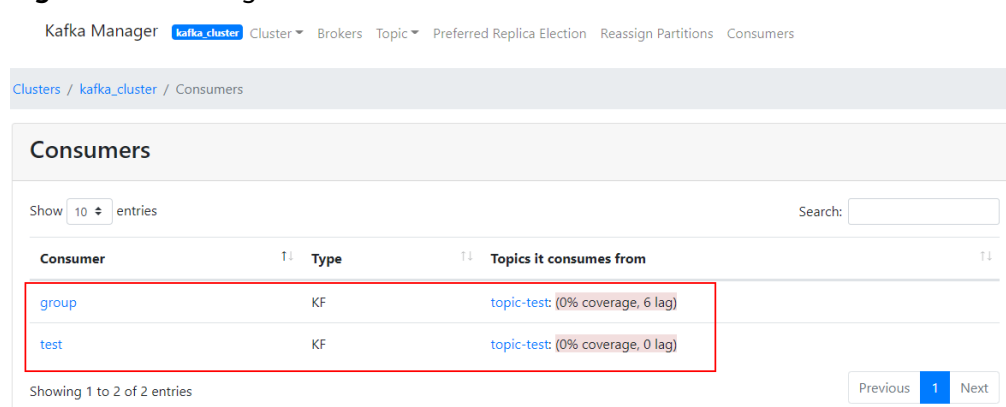 Kafka Manager kafka_cluster Cluster Brokers Topic Preferred Replica Election Reassign Partitions Consumers
Clusters / kafka_cluster / Consumers
Consumers
Show 10 entries Search:
Consumer Type Topics it consumes from
group KF topic-test: (0% coverage, 6 lag)
test KF topic-test: (0% coverage, 0 lag)
Showing 1 to 2 of 2 entries Previous 1 Next